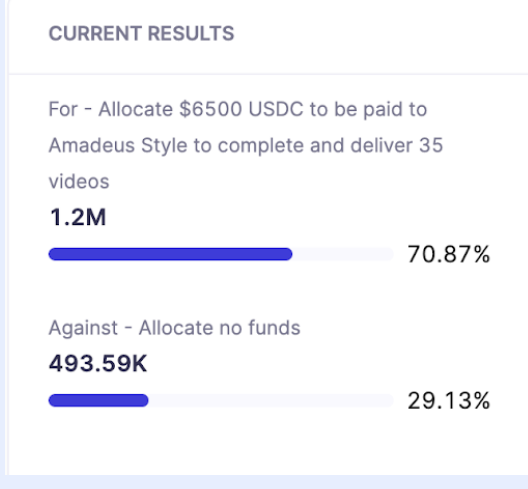 CURRENT RESULTS
For - Allocate $6500 USDC to be paid to
Amadeus Style to complete and deliver 35
videos
1.2M
70.87%
Against - Allocate no funds
493.59K
29.13%